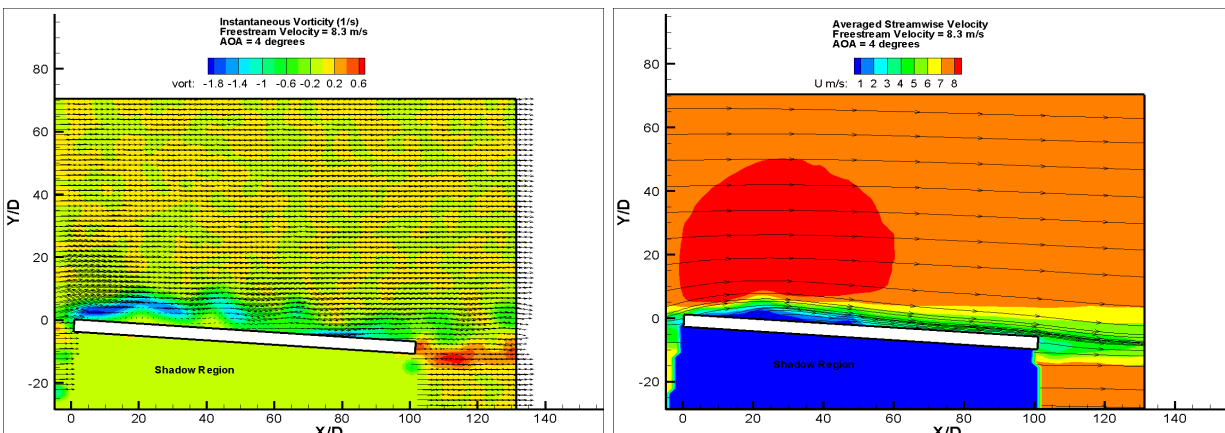 Instantaneous Vorticity (1/s)
Freestream Velocity = 8.3 m/s
AOA = 4 degrees
vort: -1.8 -1.4 -1 -0.6 -0.2 0.2 0.6
80
60
40
20
0
-20
Y/D
Shadow Region
0 20 40 60 80 100 120 140
X/D
Averaged Streamwise Velocity
Freestream Velocity = 8.3 m/s
AOA = 4 degrees
U m/s: 1 2 3 4 5 6 7 8
80
60
40
20
0
-20
Y/D
Shadow Region
0 20 40 60 80 100 120 140
X/D